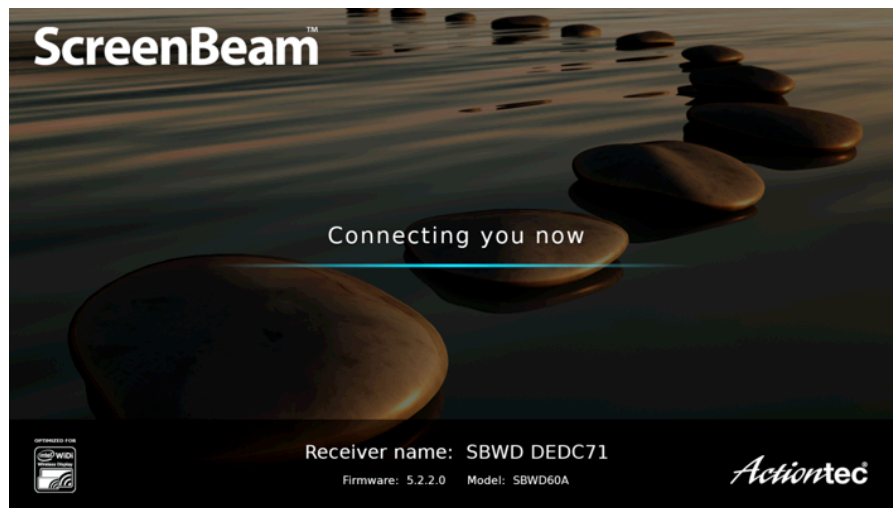 ScreenBeam™
Connecting you now
OPTIMIZED FOR
intel WiDi
Wireless Display
Receiver name: SBWD DEDC71
Firmware: 5.2.2.0 Model: SBWD60A
Actiontec®